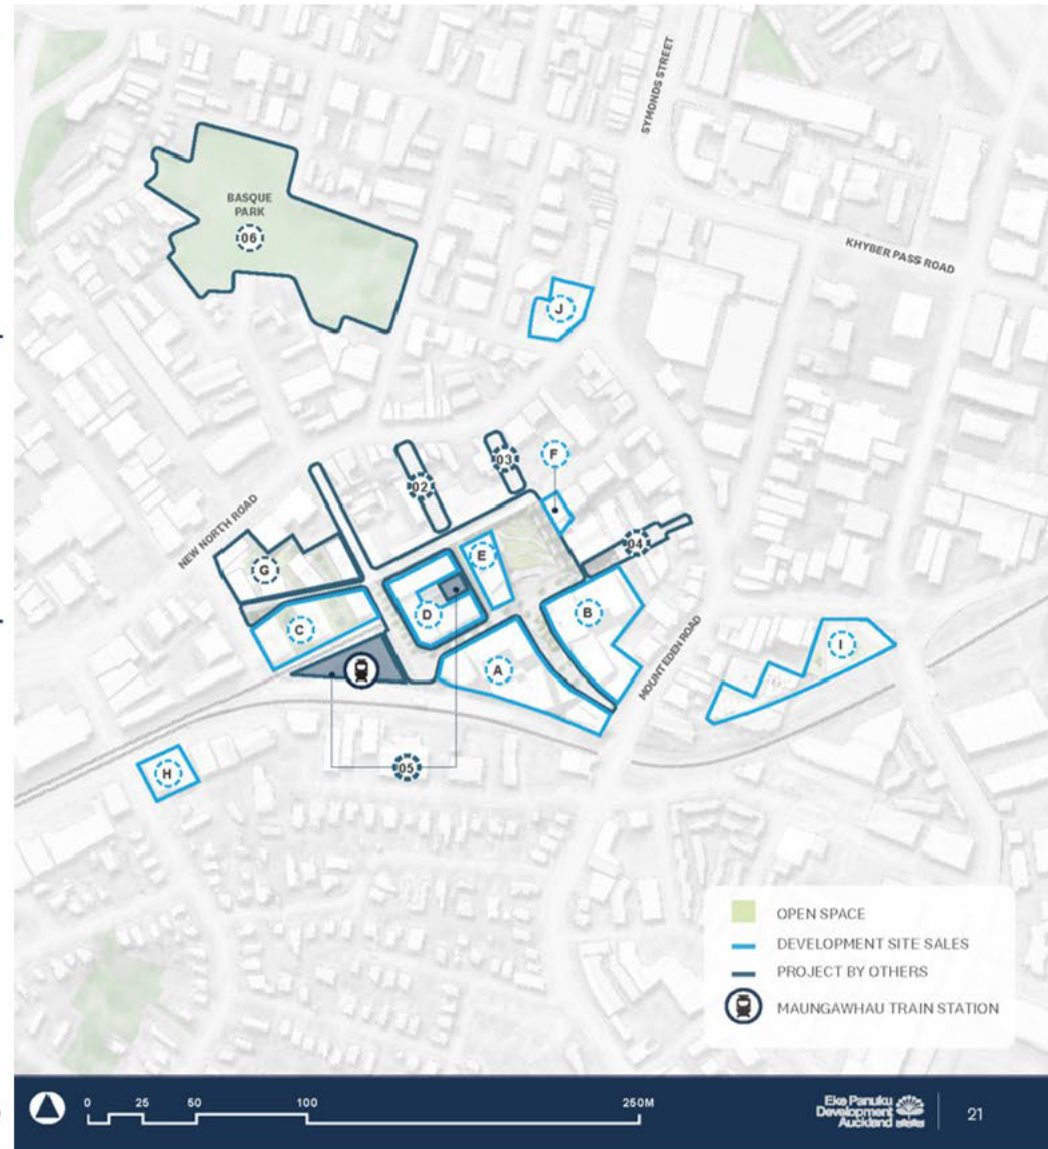 SYMONDS STREET
BASQUE
PARK
06
KHYBER PASS ROAD
J
03
F
02
NEW NORTH ROAD
04
E
G
D
B
C
I
A
MOUNT EDEN ROAD
05
H
OPEN SPACE
DEVELOPMENT SITE SALES
PROJECT BY OTHERS
MAUNGAWHAU TRAIN STATION
0 25 50 100 250M
Eke Panuku
Development
Auckland
21